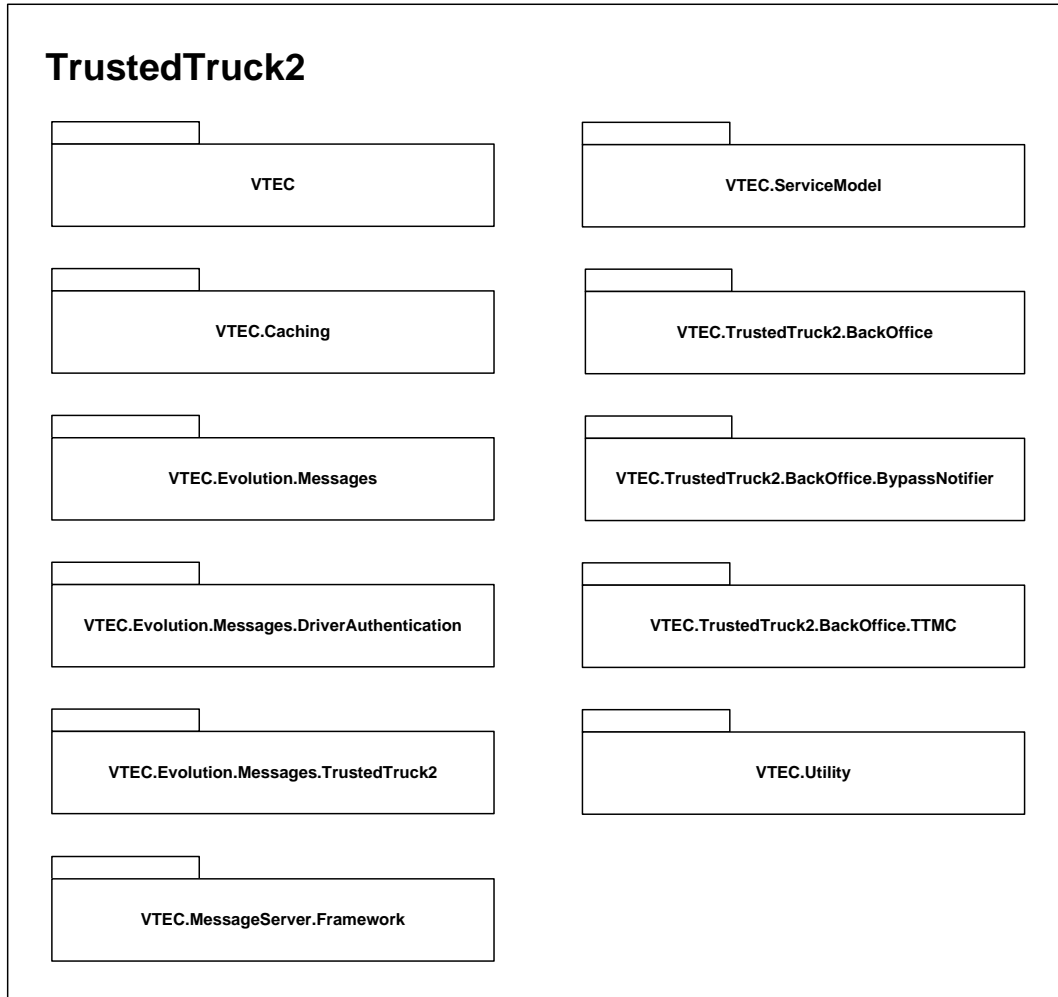 TrustedTruck2
VTEC
VTEC.Caching
VTEC.Evolution.Messages
VTEC.Evolution.Messages.DriverAuthentication
VTEC.Evolution.Messages.TrustedTruck2
VTEC.MessageServer.Framework
VTEC.ServiceModel
VTEC.TrustedTruck2.BackOffice
VTEC.TrustedTruck2.BackOffice.BypassNotifier
VTEC.TrustedTruck2.BackOffice.TTMC
VTEC.Utility